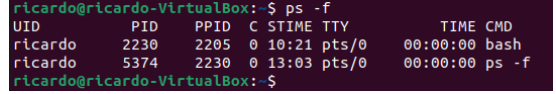 ricardo@ricardo-VirtualBox:~$ ps -f
UID          PID    PPID  C STIME TTY          TIME CMD
ricardo     2230    2205  0 10:21 pts/0    00:00:00 bash
ricardo     5374    2230  0 13:03 pts/0    00:00:00 ps -f
ricardo@ricardo-VirtualBox:~$